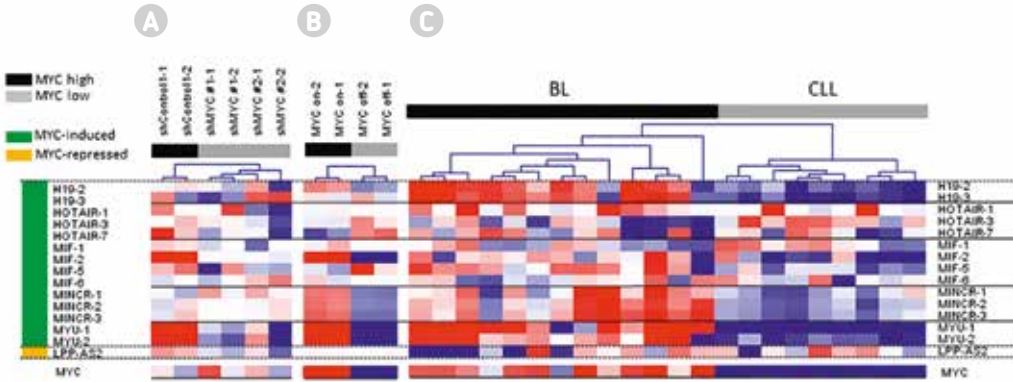 A
B
C
MYC high
MYC low
MYC-induced
MYC-repressed
shControl1-1
shControl1-2
shMYC #1-1
shMYC #1-2
shMYC #2-1
shMYC #2-2
MYC on-2
MYC on-1
MYC off-2
MYC off-1
BL
CLL
H19-2
H19-3
HOTAIR-1
HOTAIR-3
HOTAIR-7
MIF-1
MIF-2
MIF-5
MIF-6
MINCR-1
MINCR-2
MINCR-3
MYU-1
MYU-2
LPP-AS2
MYC
H19-2
H19-3
HOTAIR-1
HOTAIR-3
HOTAIR-7
MIF-1
MIF-2
MIF-5
MIF-6
MINCR-1
MINCR-2
MINCR-3
MYU-1
MYU-2
LPP-AS2
MYC